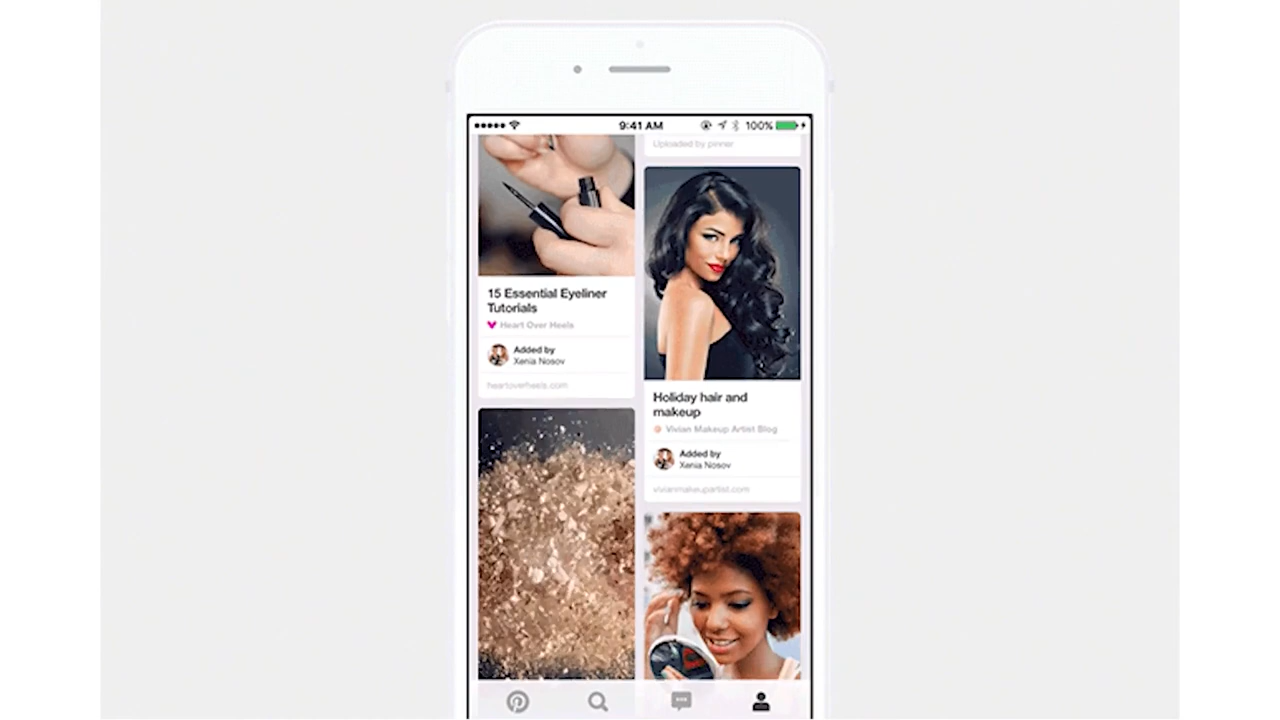 9:41 AM
100%
Uploaded by pinner
15 Essential Eyeliner
Tutorials
Heart Over Heels
Added by
Xenia Nosov
heartoverheels.com
Holiday hair and
makeup
Vivian Makeup Artist Blog
Added by
Xenia Nosov
vivianmakeupartist.com